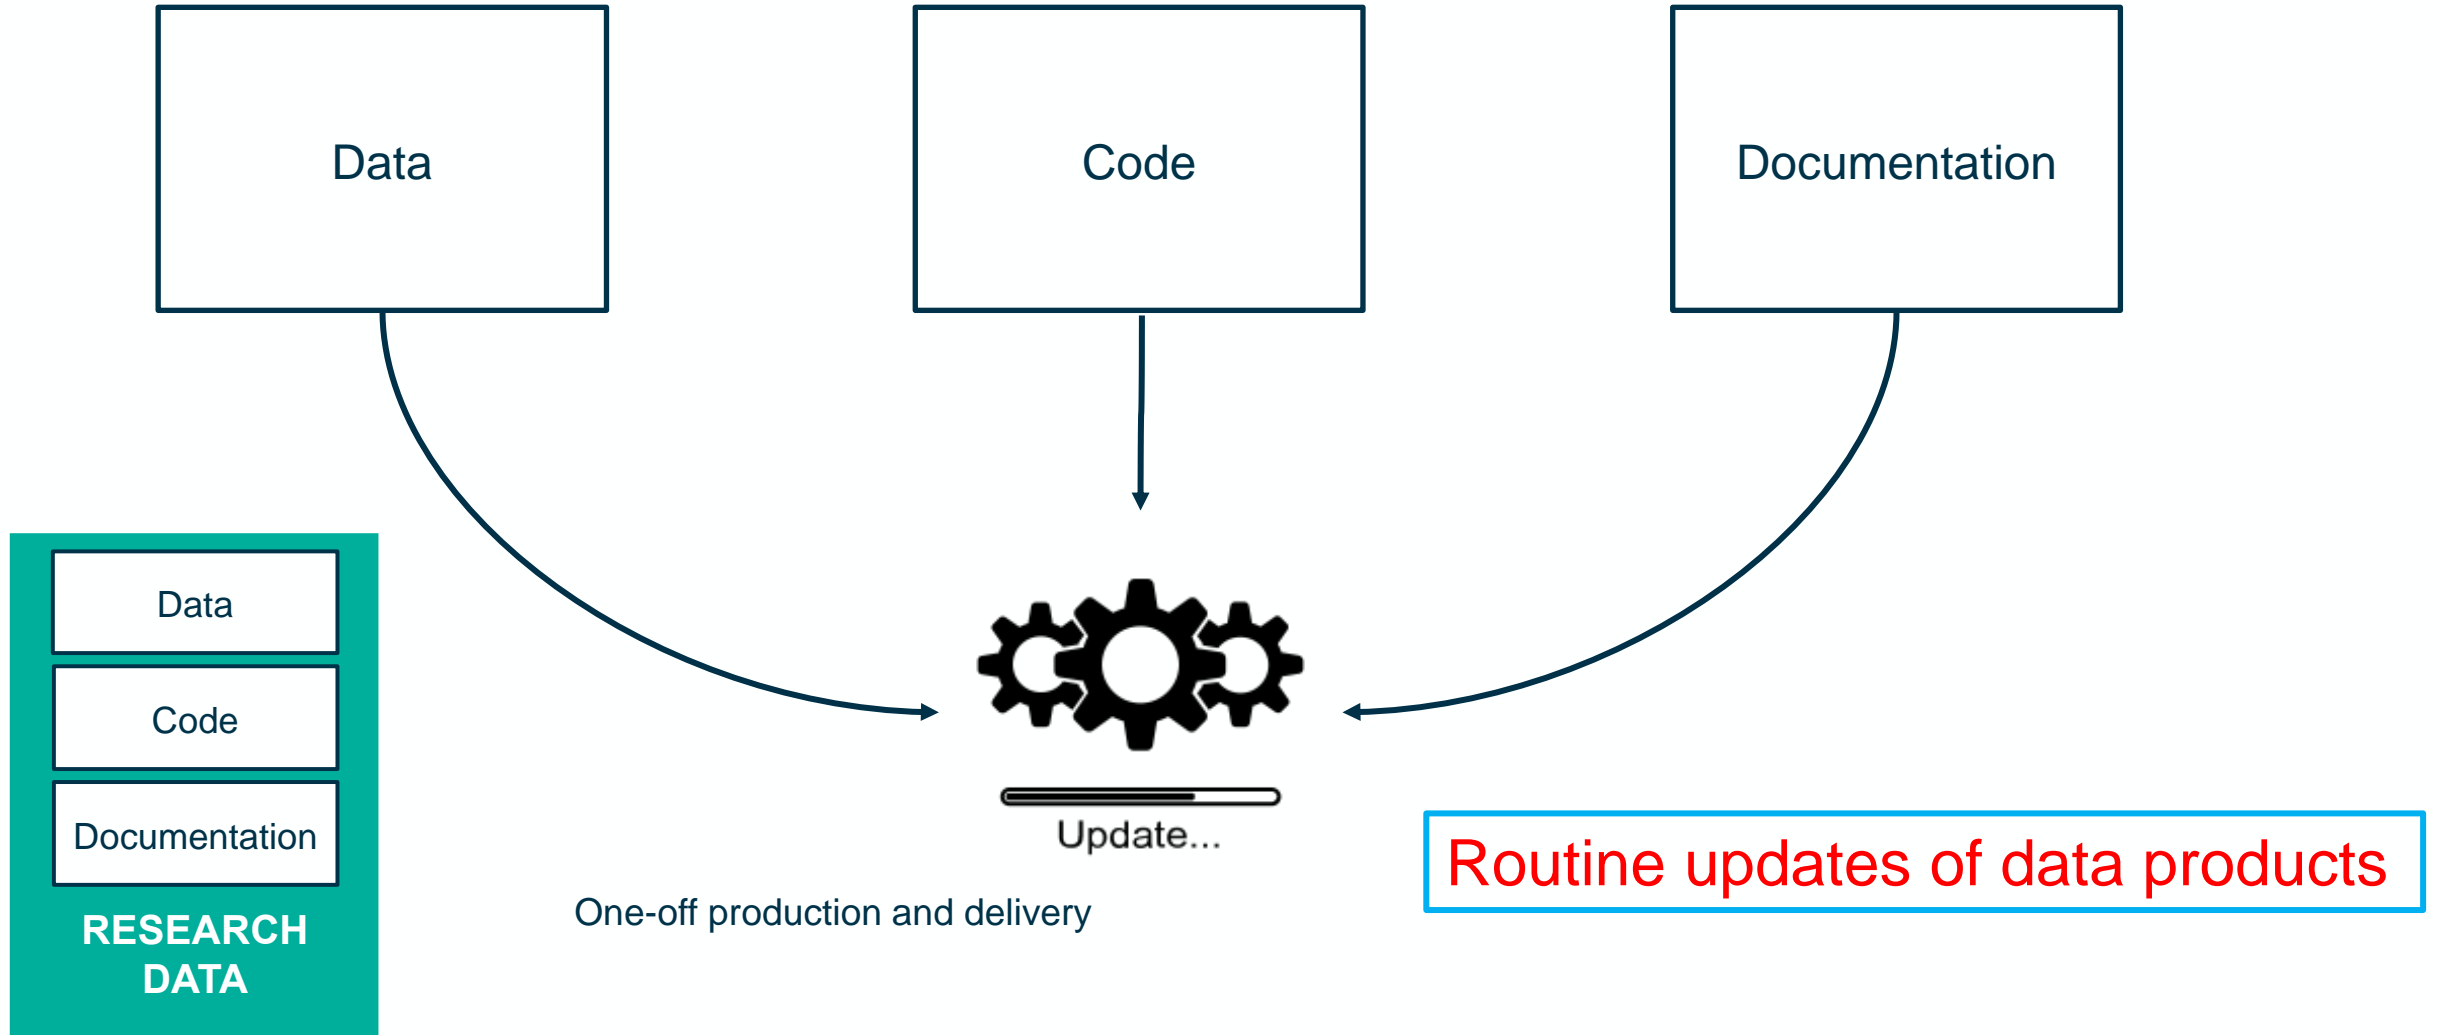 Data
Code
Documentation
Data
Code
Documentation
RESEARCH
DATA
Update...
One-off production and delivery
Routine updates of data products